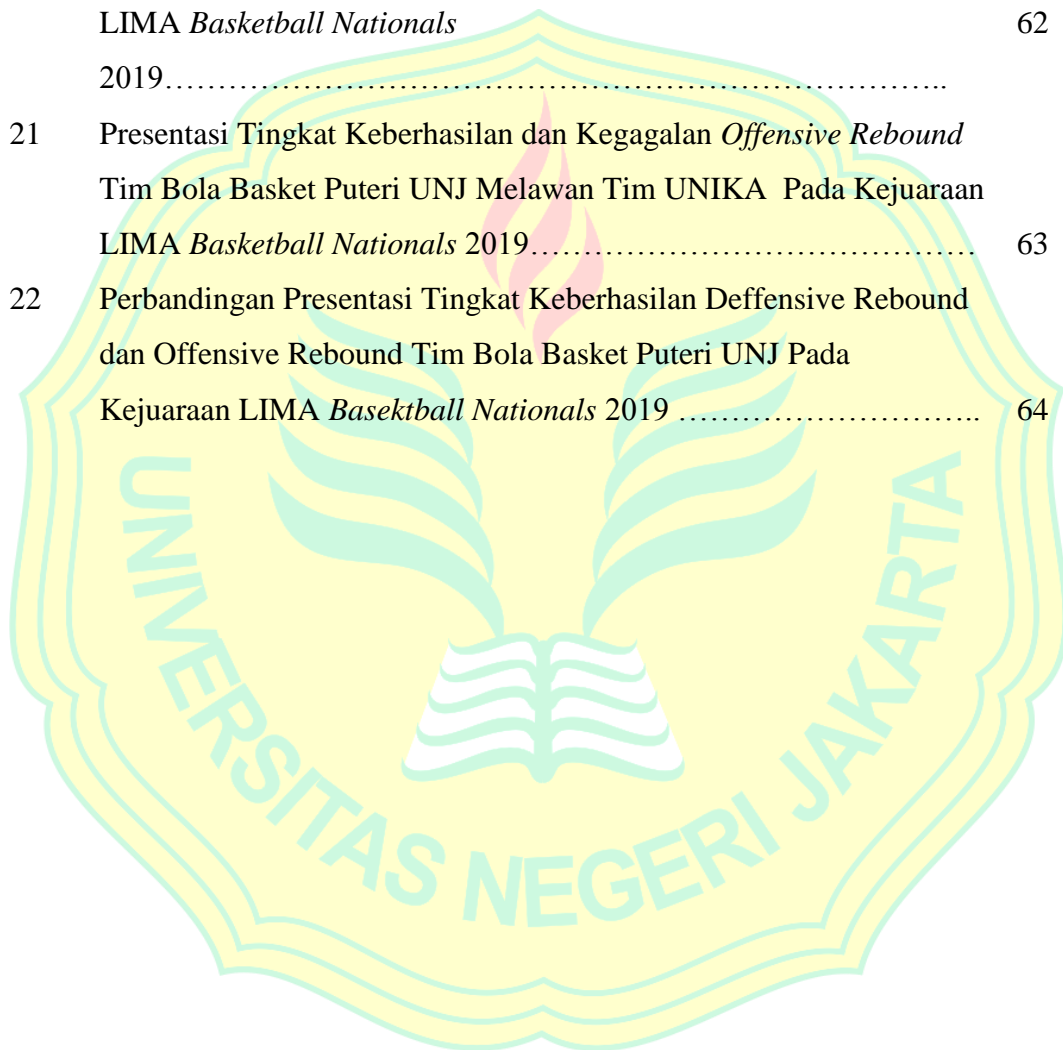 LIMA Basketball Nationals 62
2019……………………………………………………………..
21 Presentasi Tingkat Keberhasilan dan Kegagalan Offensive Rebound
Tim Bola Basket Puteri UNJ Melawan Tim UNIKA Pada Kejuaraan
LIMA Basketball Nationals 2019…………………………………… 63
22 Perbandingan Presentasi Tingkat Keberhasilan Deffensive Rebound
dan Offensive Rebound Tim Bola Basket Puteri UNJ Pada
Kejuaraan LIMA Basektball Nationals 2019 ……………………….. 64
UNIVERSITAS NEGERI JAKARTA